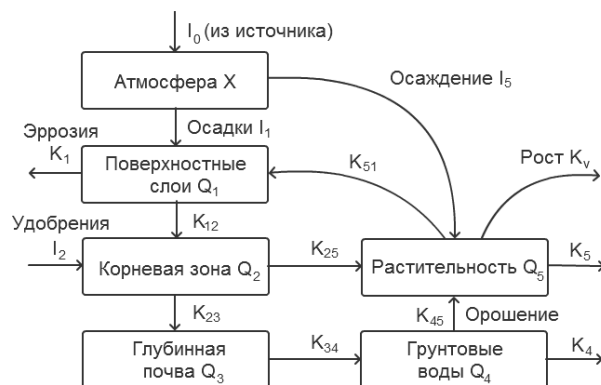 I₀ (из источника)
Атмосфера X
Осаждение I₅
Эррозия
K₁
Осадки I₁
Поверхностные
слои Q₁
K₅₁
Рост Kᵥ
Удобрения
I₂
K₁₂
Корневая зона Q₂
K₂₅
Растительность Q₅
K₅
K₂₃
K₄₅ Орошение
Глубинная
почва Q₃
K₃₄
Грунтовые
воды Q₄
K₄